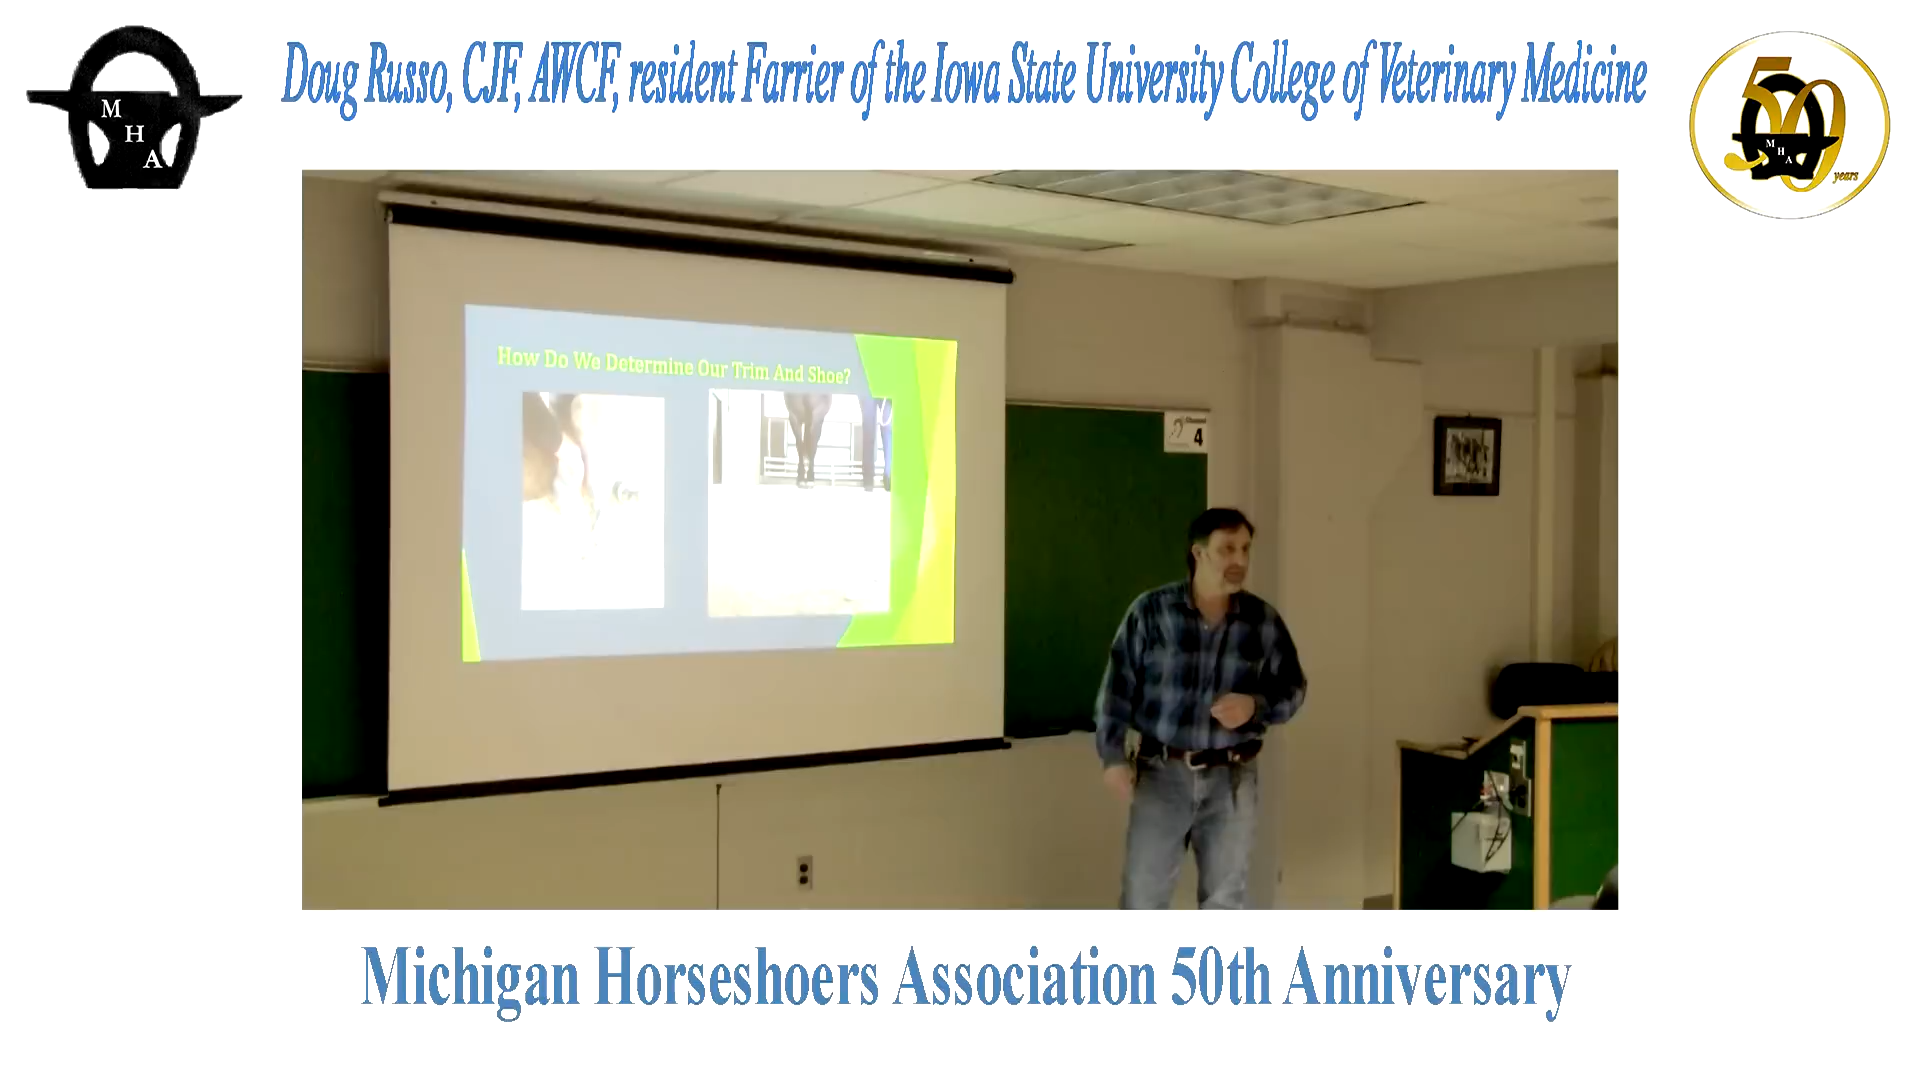 Doug Russo, CJF, AWCF, resident Farrier of the Iowa State University College of Veterinary Medicine
M
H
A
50
M
H
A
years
How Do We Determine Our Trim And Shoe?
Channel
4
Michigan Horseshoers Association 50th Anniversary